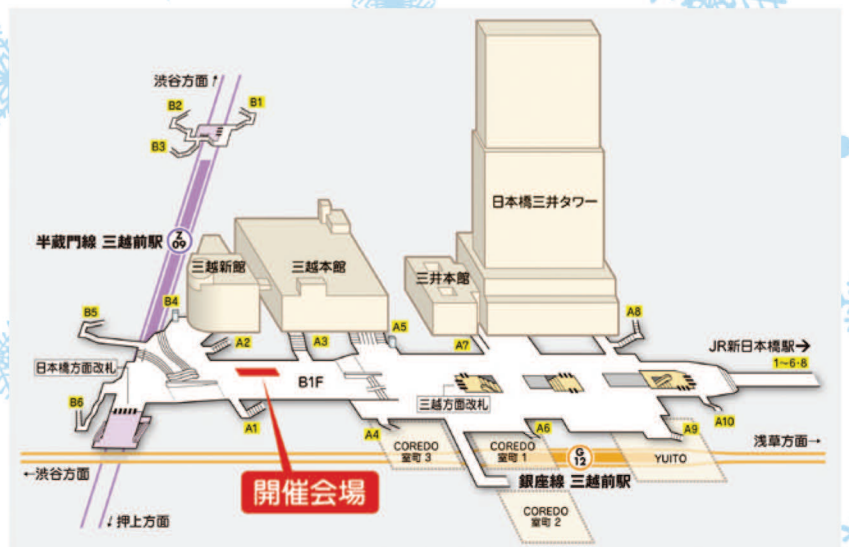 渋谷方面↑
B2
B1
B3
半蔵門線 三越前駅
Z
09
日本橋三井タワー
三越新館
三越本館
三井本館
B4
B5
A2
A3
A5
A7
A8
JR新日本橋駅→
1〜6・8
日本橋方面改札
B1F
三越方面改札
B6
A1
A4
A6
A9
A10
COREDO
室町 3
COREDO
室町 1
G
12
YUITO
浅草方面→
←渋谷方面
銀座線 三越前駅
開催会場
COREDO
室町 2
↓押上方面